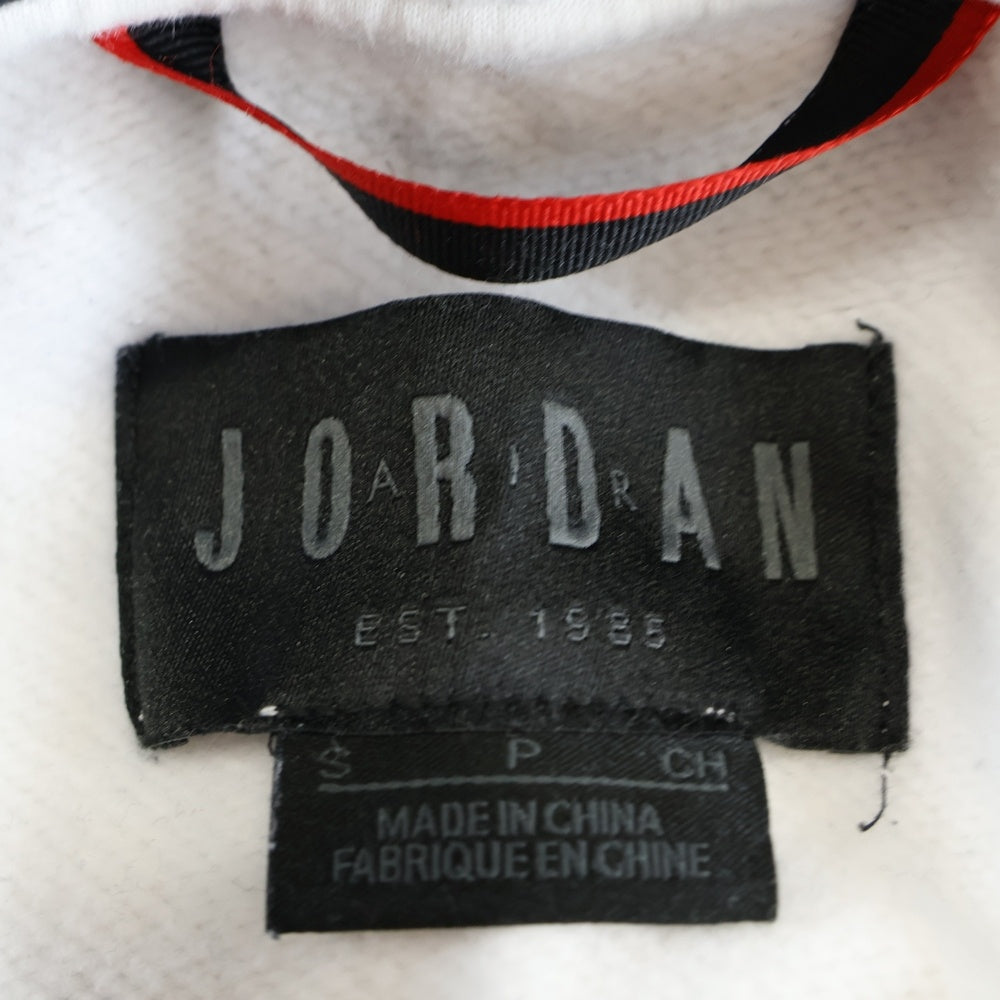 JORDAN
AIR
EST. 1985
S P CH
MADE IN CHINA
FABRIQUE EN CHINE